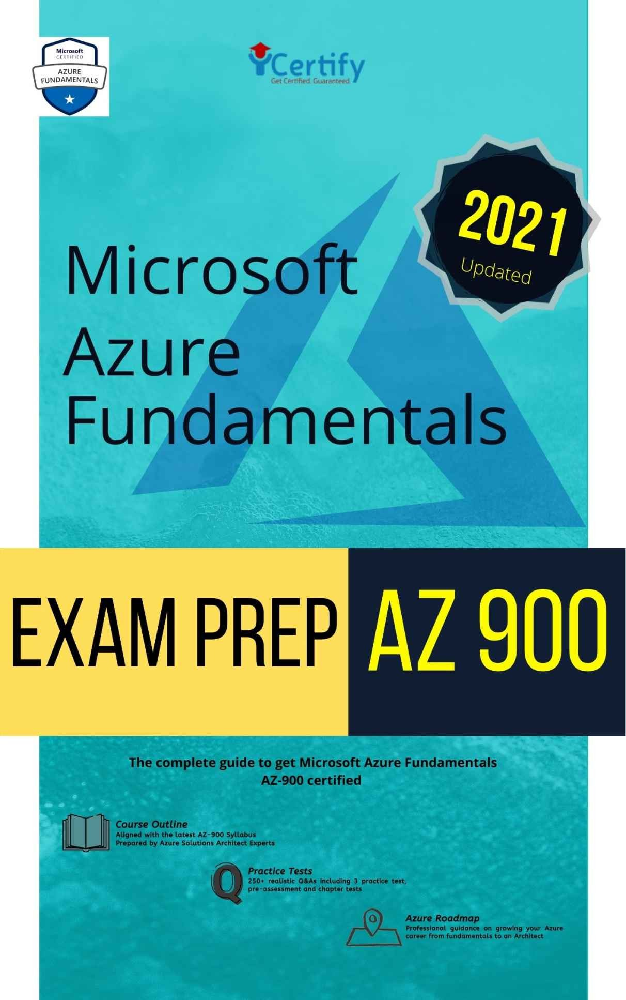 Microsoft
CERTIFIED
AZURE
FUNDAMENTALS
YCertify
Get Certified. Guaranteed.
2021
Updated
Microsoft
Azure
Fundamentals
EXAM PREP
AZ 900
The complete guide to get Microsoft Azure Fundamentals
AZ-900 certified
Course Outline
Aligned with the latest AZ-900 Syllabus
Prepared by Azure Solutions Architect Experts
Q
Practice Tests
250+ realistic Q&As including 3 practice test,
pre-assessment and chapter tests
Azure Roadmap
Professional guidance on growing your Azure
career from fundamentals to an Architect